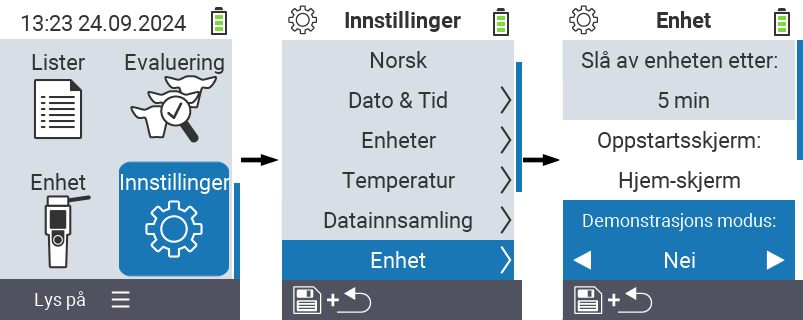 13:23 24.09.2024
Lister
Evaluering
Enhet
Innstillinger
Lys på
Innstillinger
Norsk
Dato & Tid
Enheter
Temperatur
Datainnsamling
Enhet
Enhet
Slå av enheten etter:
5 min
Oppstartsskjerm:
Hjem-skjerm
Demonstrasjons modus:
Nei